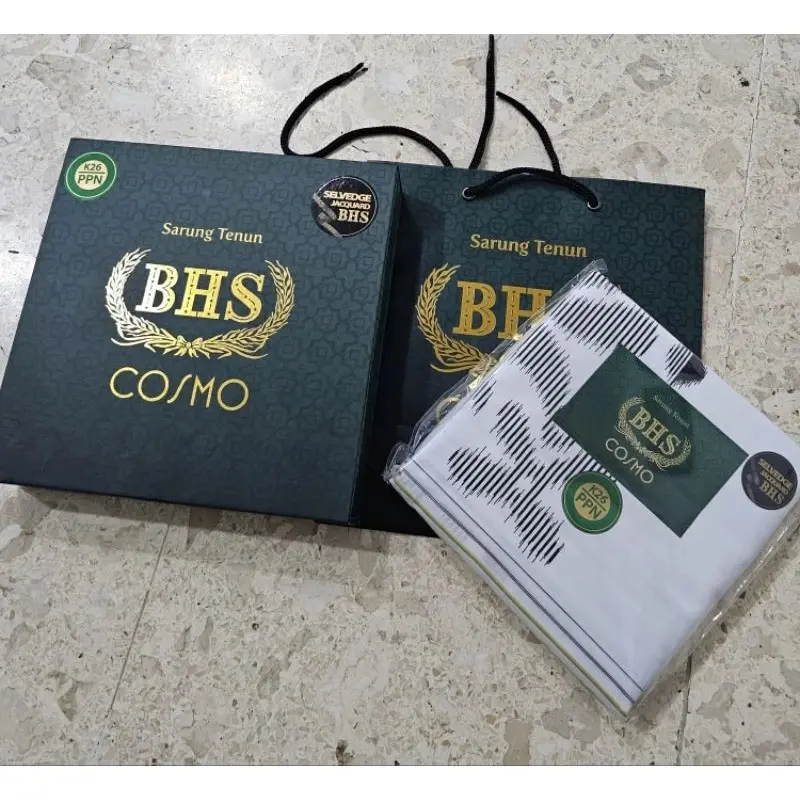 K26
PPN
SELVEDGE
JACQUARD
BHS
Sarung Tenun
BHS
COSMO
Sarung Tenun
BH
Sarung Tenun
BHS
COSMO
K26
PPN
SELVEDGE
JACQUARD
BHS